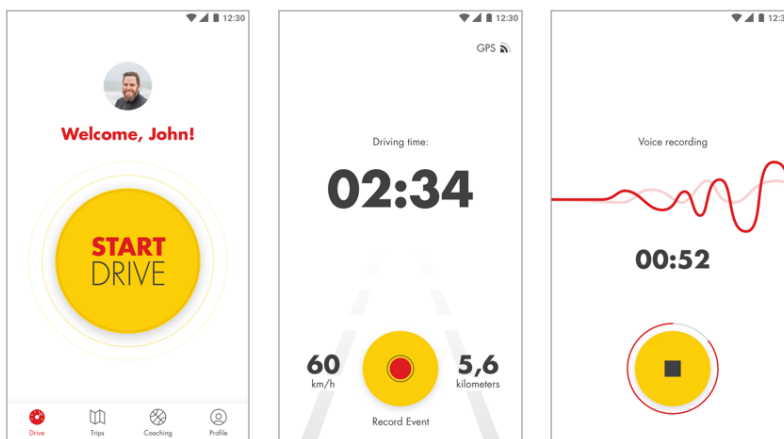 12:30
Welcome, John!
START
DRIVE
Drive
Trips
Coaching
Profile
12:30
GPS
Driving time:
02:34
60
km/h
5,6
kilometers
Record Event
12:3
Voice recording
00:52